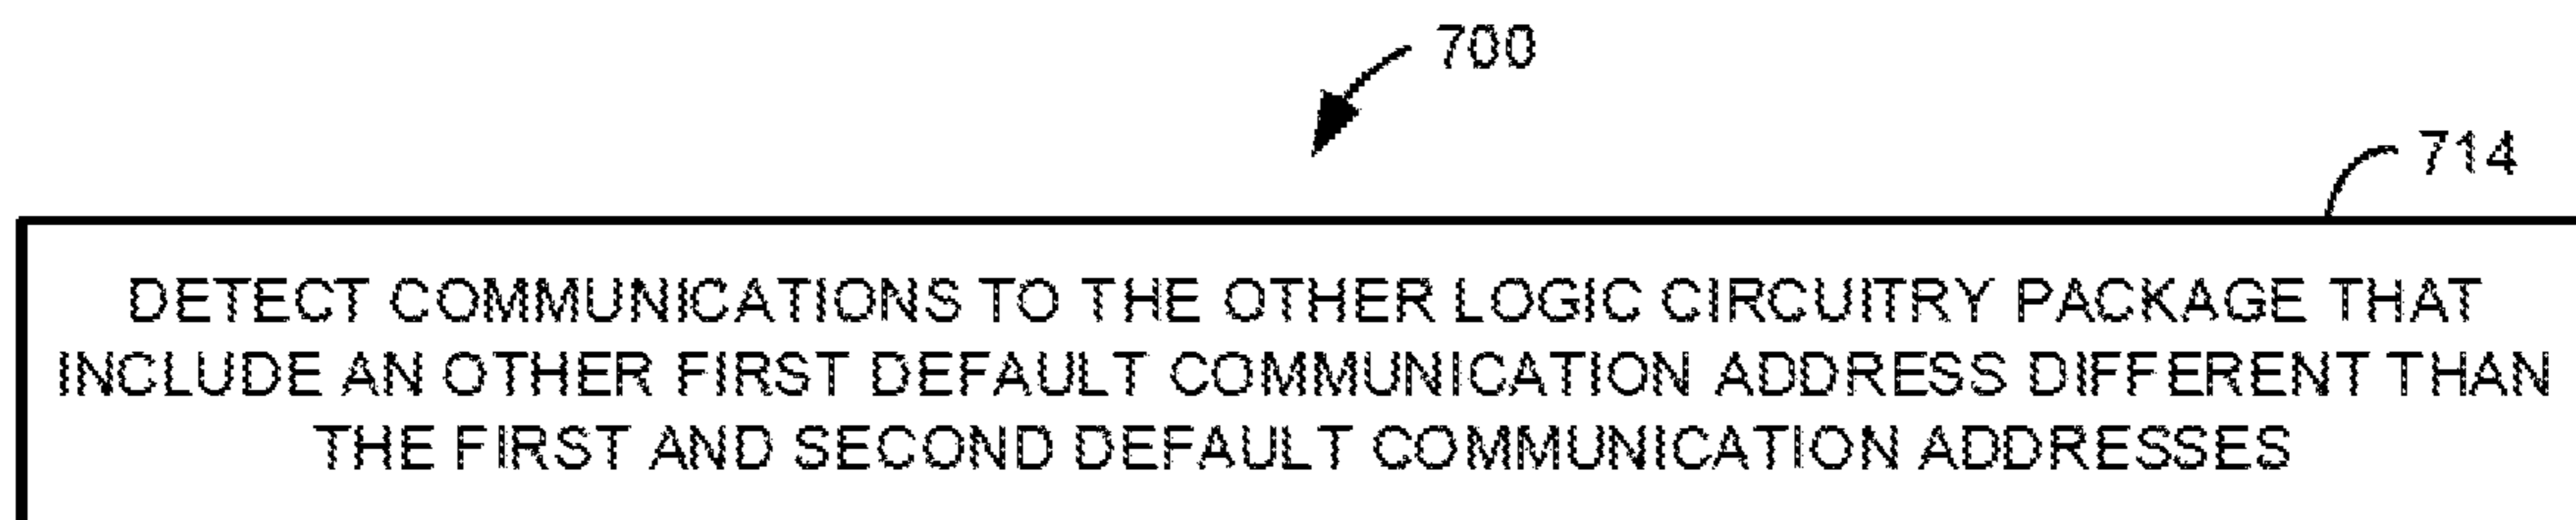 700
714
DETECT COMMUNICATIONS TO THE OTHER LOGIC CIRCUITRY PACKAGE THAT
INCLUDE AN OTHER FIRST DEFAULT COMMUNICATION ADDRESS DIFFERENT THAN
THE FIRST AND SECOND DEFAULT COMMUNICATION ADDRESSES